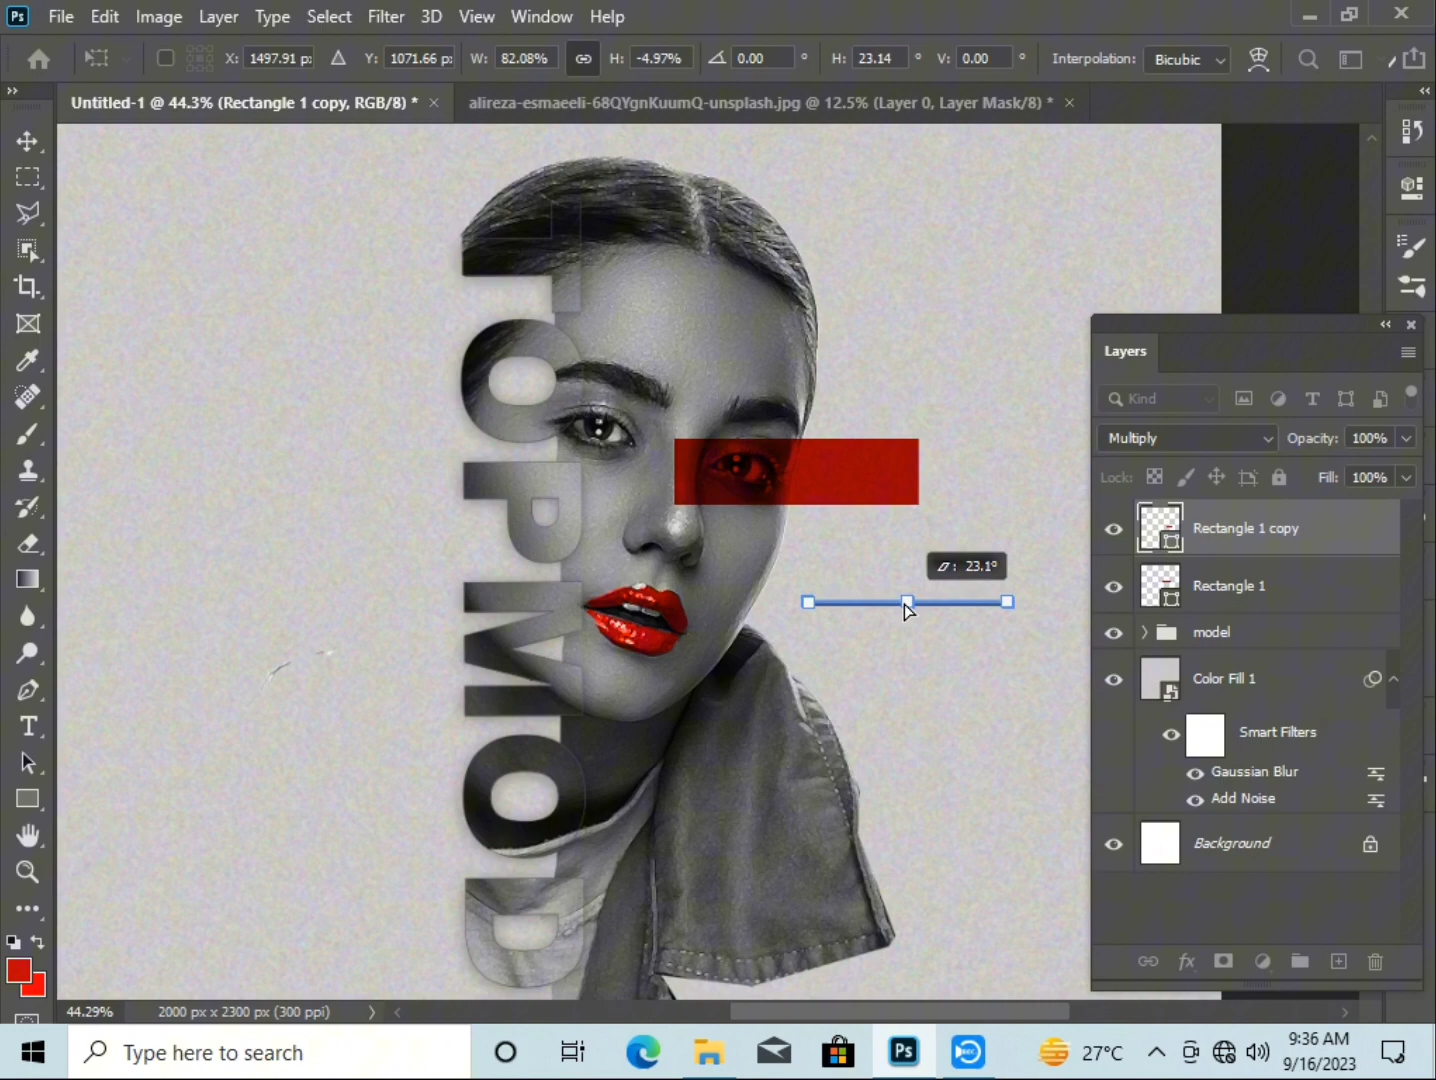 Ps File Edit Image Layer Type Select Filter 3D View Window Help
X: 1497.91 p: Δ Y: 1071.66 p: W: 82.08% H: -4.97% 0.00 ° H: 23.14 ° V: 0.00 ° Interpolation: Bicubic
Untitled-1 @ 44.3% (Rectangle 1 copy, RGB/8) * × alireza-esmaeeli-68QYgnKuumQ-unsplash.jpg @ 12.5% (Layer 0, Layer Mask/8) * ×
TOPMOD
23.1°
Layers
Kind
Multiply Opacity: 100%
Lock: Fill: 100%
Rectangle 1 copy
Rectangle 1
model
Color Fill 1
Smart Filters
Gaussian Blur
Add Noise
Background
fx
44.29% 2000 px x 2300 px (300 ppi)
Type here to search
Ps
REC
27°C
9:36 AM
9/16/2023